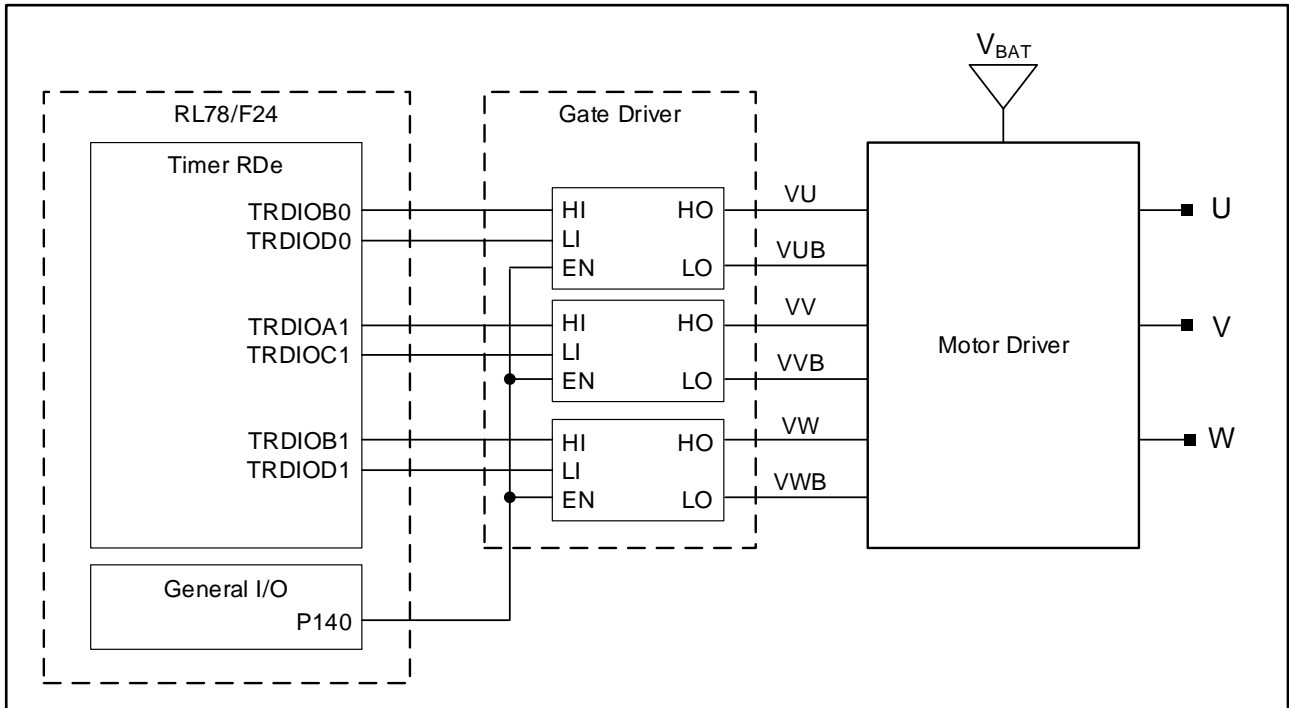 V_BAT
RL78/F24
Gate Driver
Timer RDe
TRDIOB0
TRDIOD0
TRDIOA1
TRDIOC1
TRDIOB1
TRDIOD1
General I/O
P140
HI HO
LI
EN LO
HI HO
LI
EN LO
HI HO
LI
EN LO
VU
VUB
VV
VVB
VW
VWB
Motor Driver
U
V
W